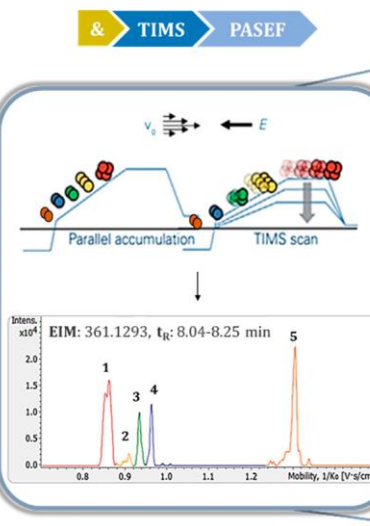 & TIMS PASEF
vg E
Parallel accumulation TIMS scan
Intens.
x10⁴
EIM: 361.1293, tR: 8.04-8.25 min
5
1
2.0
4
3
1.5
1.0
2
0.5
0.0
0.8 0.9 1.0 1.1 1.2 Mobility, 1/K₀ [V·s/cm